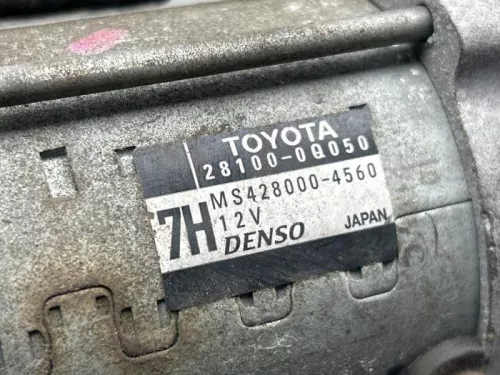 TOYOTA
28100-0Q050
MS428000-4560
7H
12V
DENSO
JAPAN